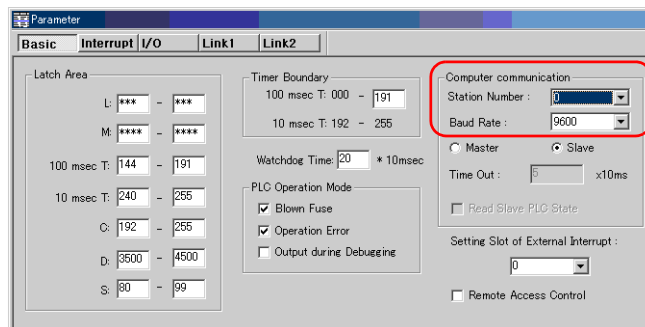 Parameter
Basic Interrupt I/O Link1 Link2
Latch Area
L: *** - ***
M: **** - ****
100 msec T: 144 - 191
10 msec T: 240 - 255
C: 192 - 255
D: 3500 - 4500
S: 80 - 99
Timer Boundary
100 msec T: 000 - 191
10 msec T: 192 - 255
Watchdog Time: 20 * 10msec
PLC Operation Mode
Blown Fuse
Operation Error
Output during Debugging
Computer communication
Station Number : 0
Baud Rate : 9600
Master Slave
Time Out : 5 x10ms
Read Slave PLC State
Setting Slot of External Interrupt :
0
Remote Access Control